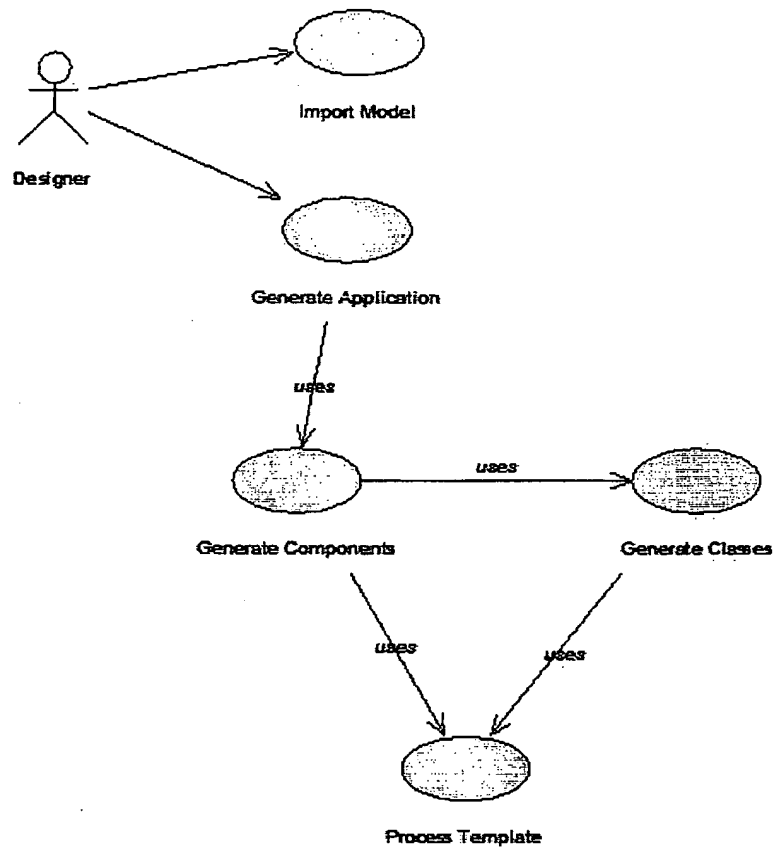 Import Model
Designer
Generate Application
uses
uses
Generate Components
Generate Classes
uses
uses
Process Template